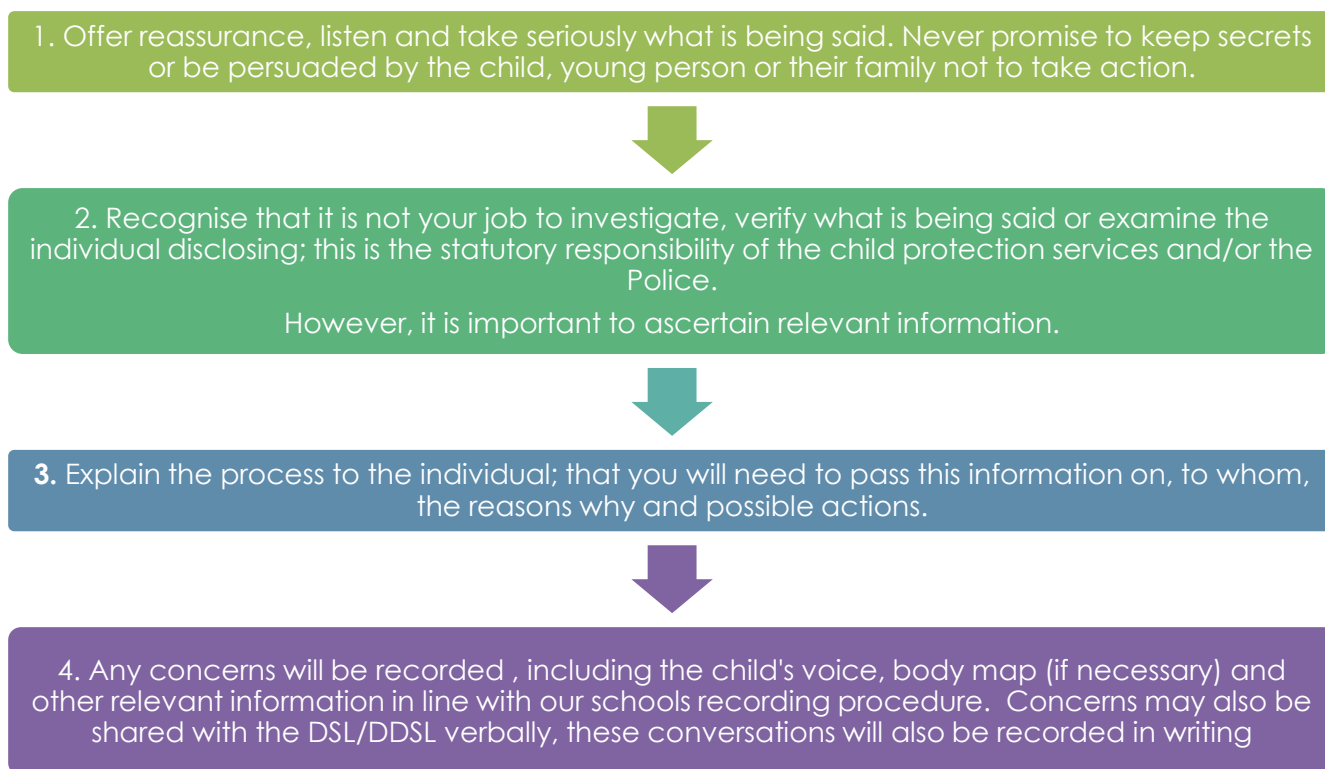 1. Offer reassurance, listen and take seriously what is being said. Never promise to keep secrets
or be persuaded by the child, young person or their family not to take action.
2. Recognise that it is not your job to investigate, verify what is being said or examine the
individual disclosing; this is the statutory responsibility of the child protection services and/or the
Police.
However, it is important to ascertain relevant information.
3. Explain the process to the individual; that you will need to pass this information on, to whom,
the reasons why and possible actions.
4. Any concerns will be recorded , including the child's voice, body map (if necessary) and
other relevant information in line with our schools recording procedure.  Concerns may also be
shared with the DSL/DDSL verbally, these conversations will also be recorded in writing